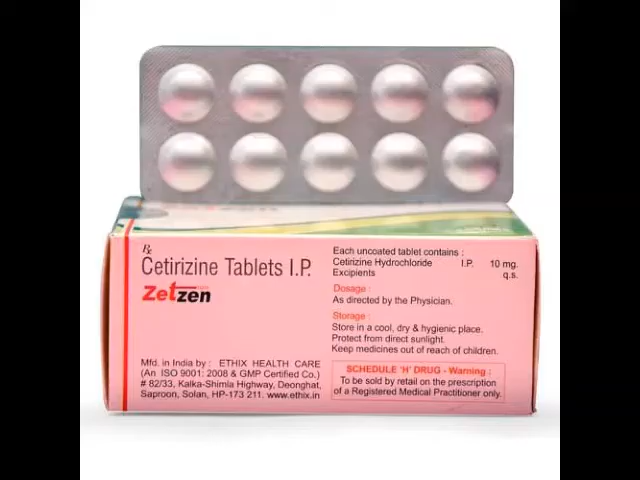 zen
℞
Cetirizine Tablets I.P.
Zetzen
Mfd. in India by : ETHIX HEALTH CARE
(An ISO 9001: 2008 & GMP Certified Co.)
# 82/33, Kalka-Shimla Highway, Deonghat,
Saproon, Solan, HP-173 211. www.ethix.in
Each uncoated tablet contains :
Cetirizine Hydrochloride I.P. 10 mg.
Excipients q.s.
Dosage :
As directed by the Physician.
Storage :
Store in a cool, dry & hygienic place.
Protect from direct sunlight.
Keep medicines out of reach of children.
SCHEDULE 'H' DRUG - Warning :
To be sold by retail on the prescription
of a Registered Medical Practitioner only.